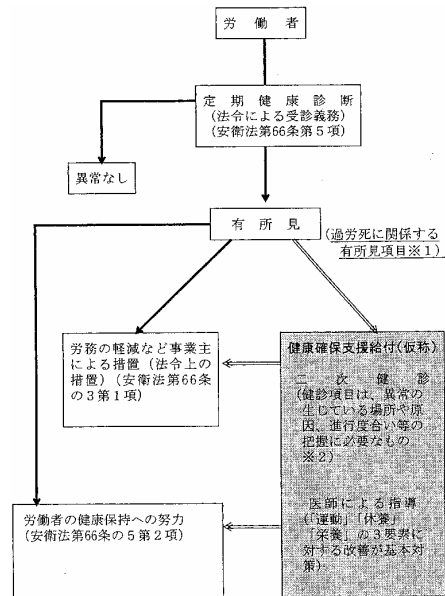 労働者
定期健康診断
(法令による受診義務)
(安衛法第66条第5項)
異常なし
有所見
(過労死に関係する
有所見項目※1)
労務の軽減など事業主
による措置(法令上の
措置)(安衛法第66条
の3第1項)
健康確保支援給付(仮称)
二次健診
(健診項目は、異常の
生じている場所や原
因、進行度合い等の
把握に必要なもの
※2)
医師による指導
(「運動」「休養」
「栄養」の3要素に
対する改善が基本対
策)
労働者の健康保持への努力
(安衛法第66条の5第2項)